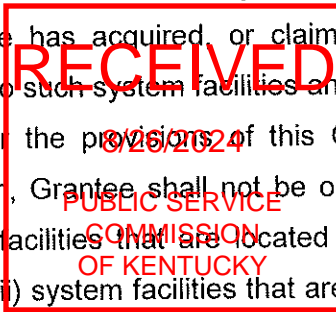 has acquired, or claim
RECEIVED
such system facilities an
the provisions of this
8/26/2024
Grantee shall not be
PUBLIC SERVICE
facilities that are located
COMMISSION
OF KENTUCKY
) system facilities that are